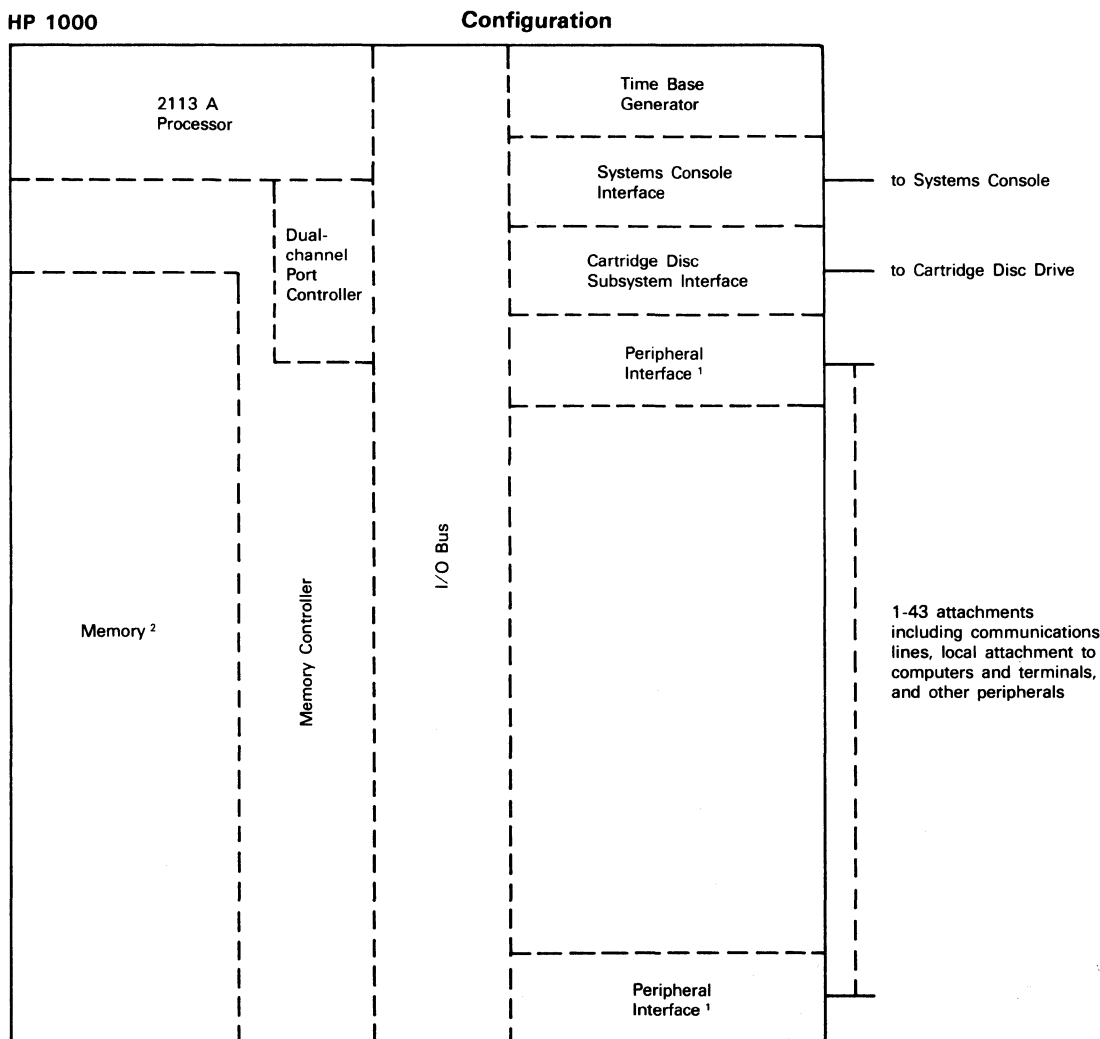 HP 1000
Configuration
2113 A
Processor
Dual-
channel
Port
Controller
Memory ²
Memory Controller
I/O Bus
Time Base
Generator
Systems Console
Interface
to Systems Console
Cartridge Disc
Subsystem Interface
to Cartridge Disc Drive
Peripheral
Interface ¹
1-43 attachments
including communications
lines, local attachment to
computers and terminals,
and other peripherals
Peripheral
Interface ¹